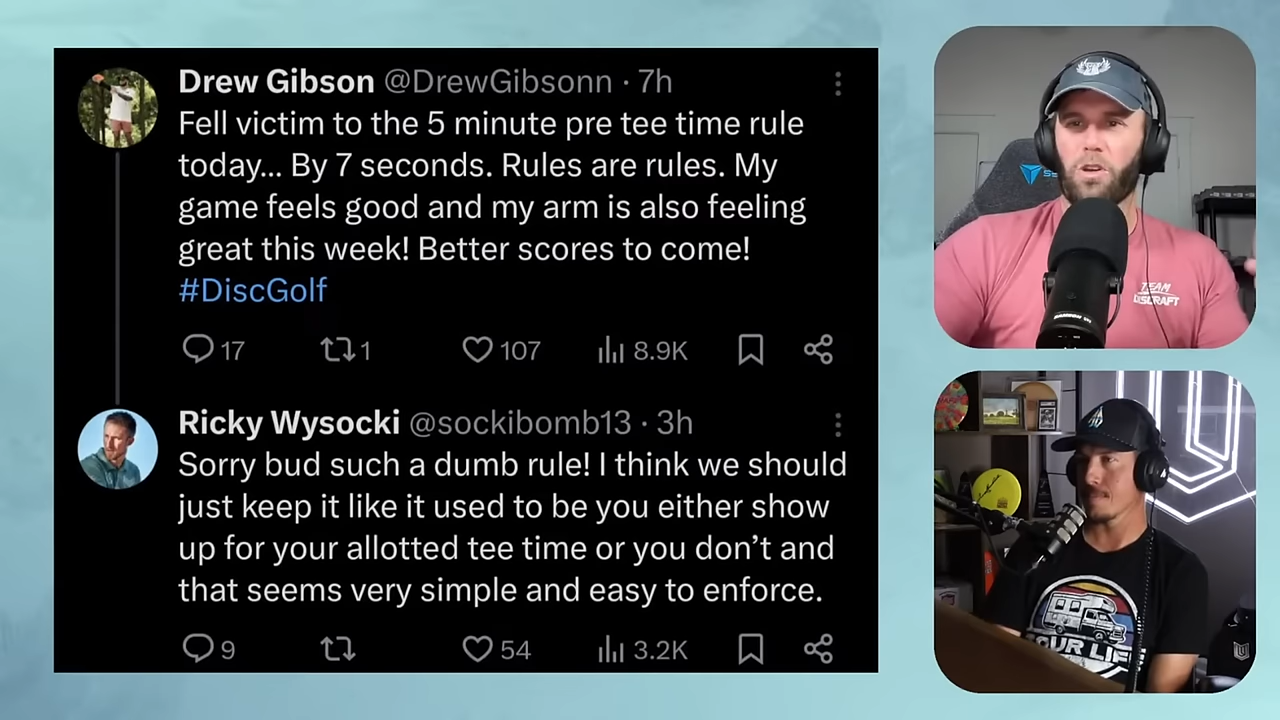 Drew Gibson @DrewGibsonn · 7h
Fell victim to the 5 minute pre tee time rule
today... By 7 seconds. Rules are rules. My
game feels good and my arm is also feeling
great this week! Better scores to come!
#DiscGolf
17 1 107 8.9K
Ricky Wysocki @sockibomb13 · 3h
Sorry bud such a dumb rule! I think we should
just keep it like it used to be you either show
up for your allotted tee time or you don’t and
that seems very simple and easy to enforce.
9 54 3.2K
TEAM
DISCRAFT